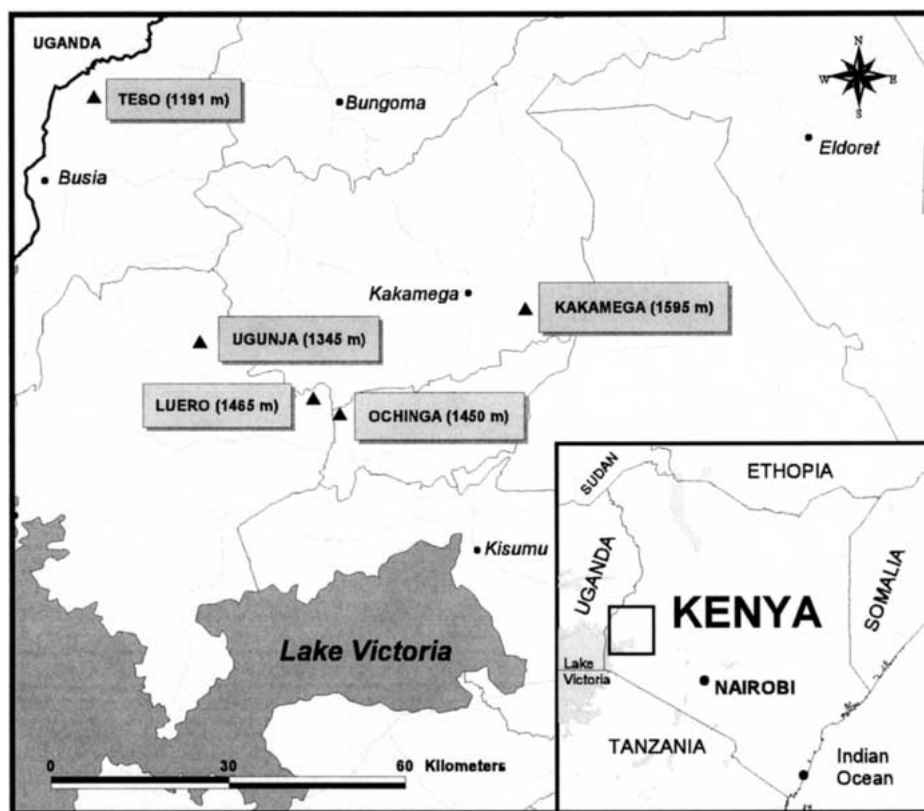 UGANDA
N
W E
S
TESO (1191 m)
Bungoma
Eldoret
Busia
Kakamega
KAKAMEGA (1595 m)
UGUNJA (1345 m)
LUERO (1465 m)
OCHINGA (1450 m)
Kisumu
Lake Victoria
0 30 60 Kilometers
SUDAN
ETHOPIA
UGANDA
SOMALIA
KENYA
Lake
Victoria
NAIROBI
TANZANIA
Indian
Ocean